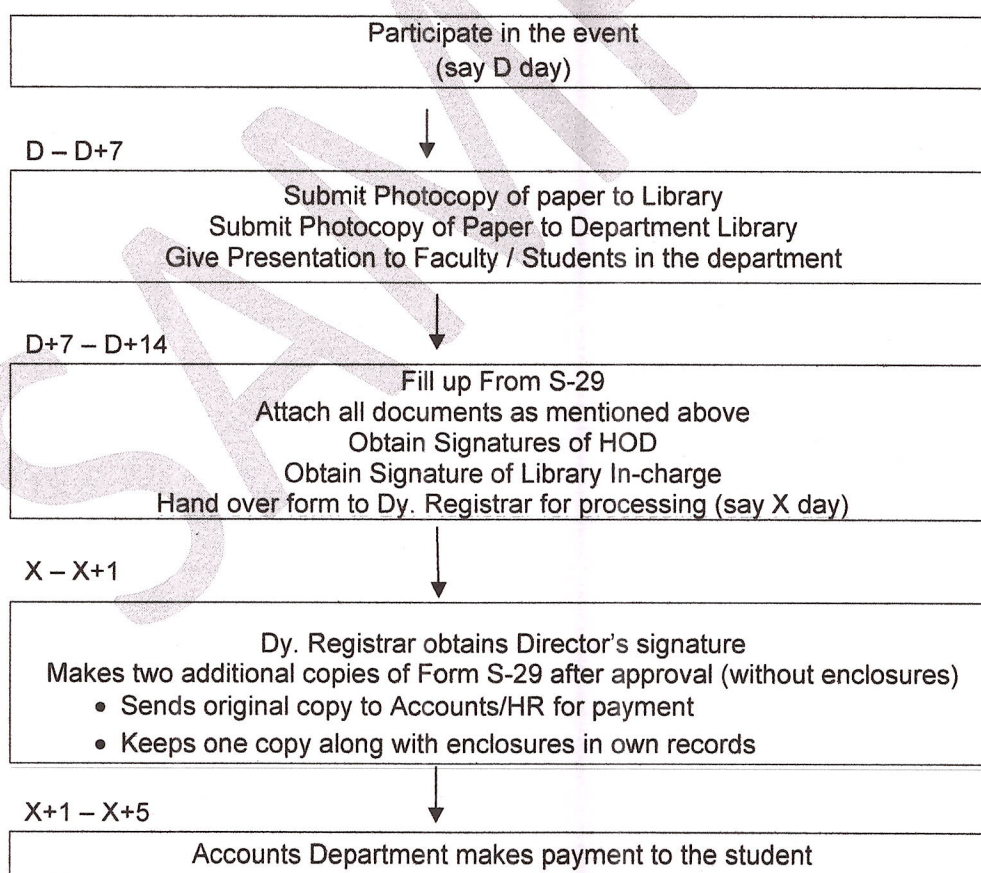 Participate in the event
(say D day)
D – D+7
Submit Photocopy of paper to Library
Submit Photocopy of Paper to Department Library
Give Presentation to Faculty / Students in the department
D+7 – D+14
Fill up From S-29
Attach all documents as mentioned above
Obtain Signatures of HOD
Obtain Signature of Library In-charge
Hand over form to Dy. Registrar for processing (say X day)
X – X+1
Dy. Registrar obtains Director's signature
Makes two additional copies of Form S-29 after approval (without enclosures)
• Sends original copy to Accounts/HR for payment
• Keeps one copy along with enclosures in own records
X+1 – X+5
Accounts Department makes payment to the student